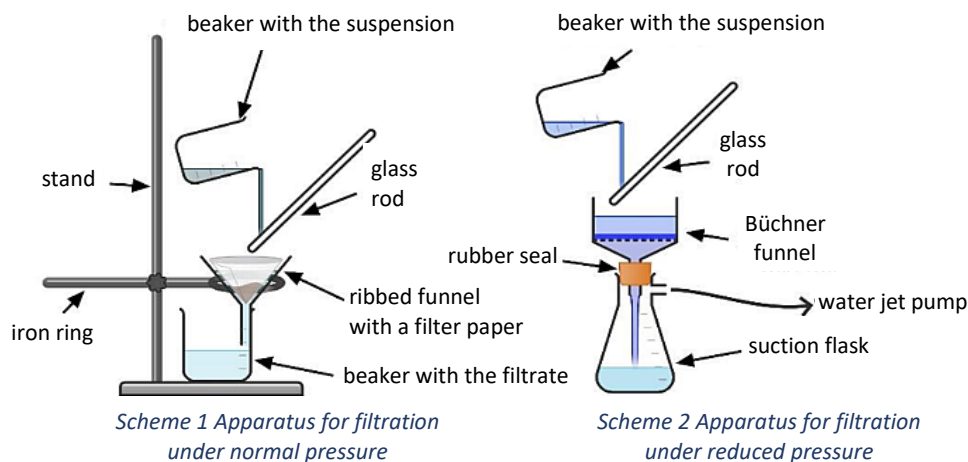 beaker with the suspension
stand
glass
rod
iron ring
ribbed funnel
with a filter paper
beaker with the filtrate
Scheme 1 Apparatus for filtration
under normal pressure
beaker with the suspension
glass
rod
Büchner
funnel
rubber seal
water jet pump
suction flask
Scheme 2 Apparatus for filtration
under reduced pressure